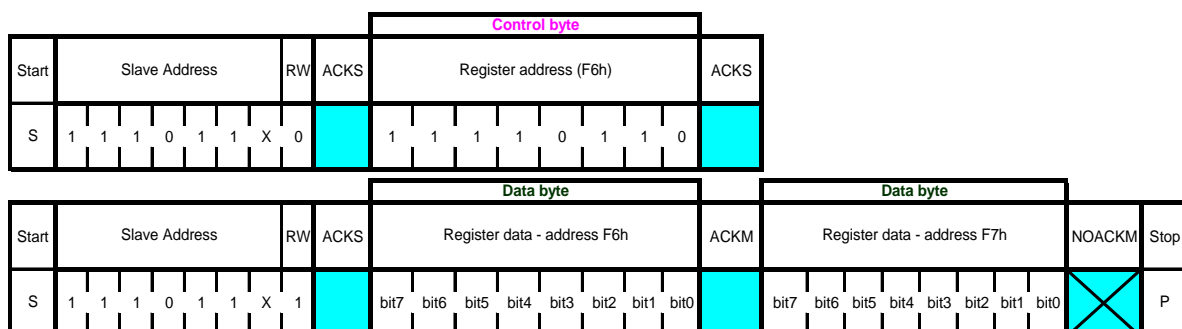 Control byte
Start Slave Address RW ACKS Register address (F6h) ACKS
S 1 1 1 0 1 1 X 0 1 1 1 1 0 1 1 0
Data byte Data byte
Start Slave Address RW ACKS Register data - address F6h ACKM Register data - address F7h NOACKM Stop
S 1 1 1 0 1 1 X 1 bit7 bit6 bit5 bit4 bit3 bit2 bit1 bit0 bit7 bit6 bit5 bit4 bit3 bit2 bit1 bit0 P